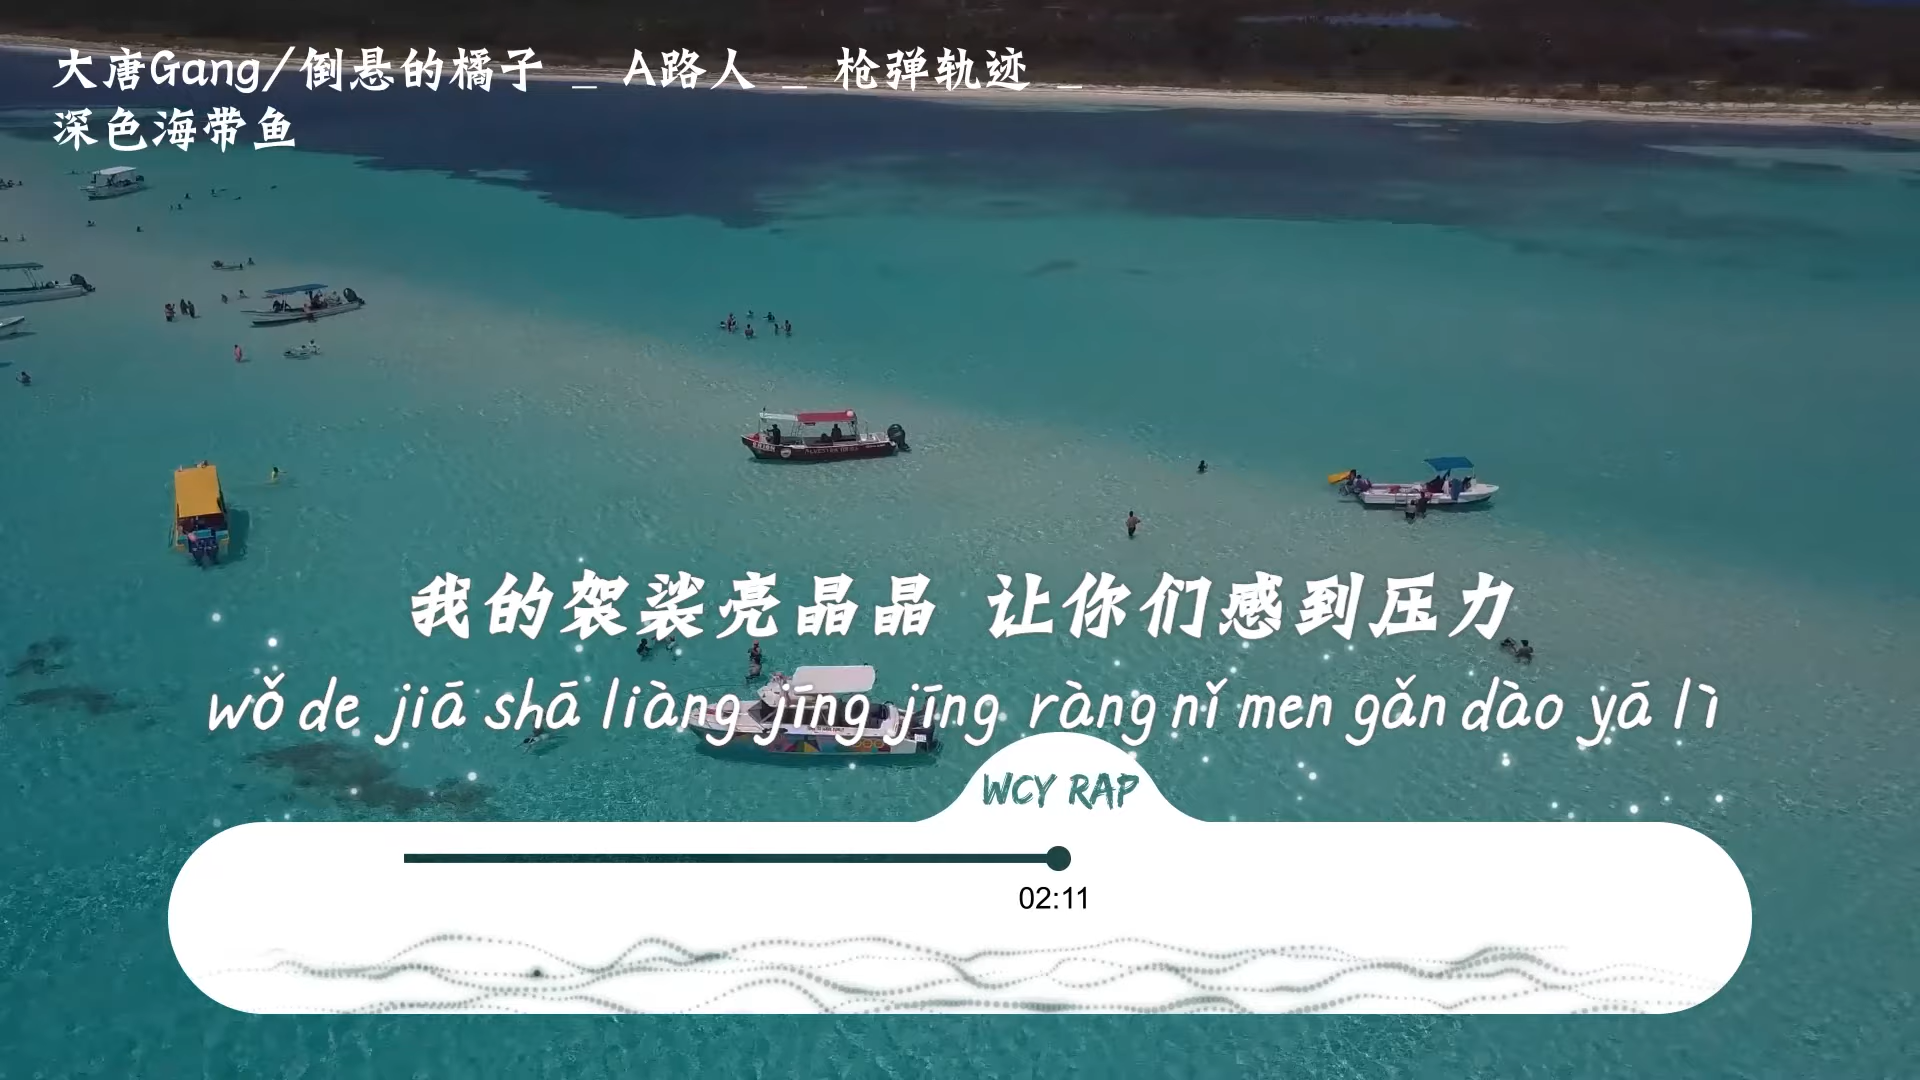 大唐Gang/倒悬的橘子 _ A路人 _ 枪弹轨迹 _
深色海带鱼
我的袈裟亮晶晶 让你们感到压力
wǒ de jiā shā liàng jīng jīng ràng nǐ men gǎn dào yā lì
WCY RAP
02:11